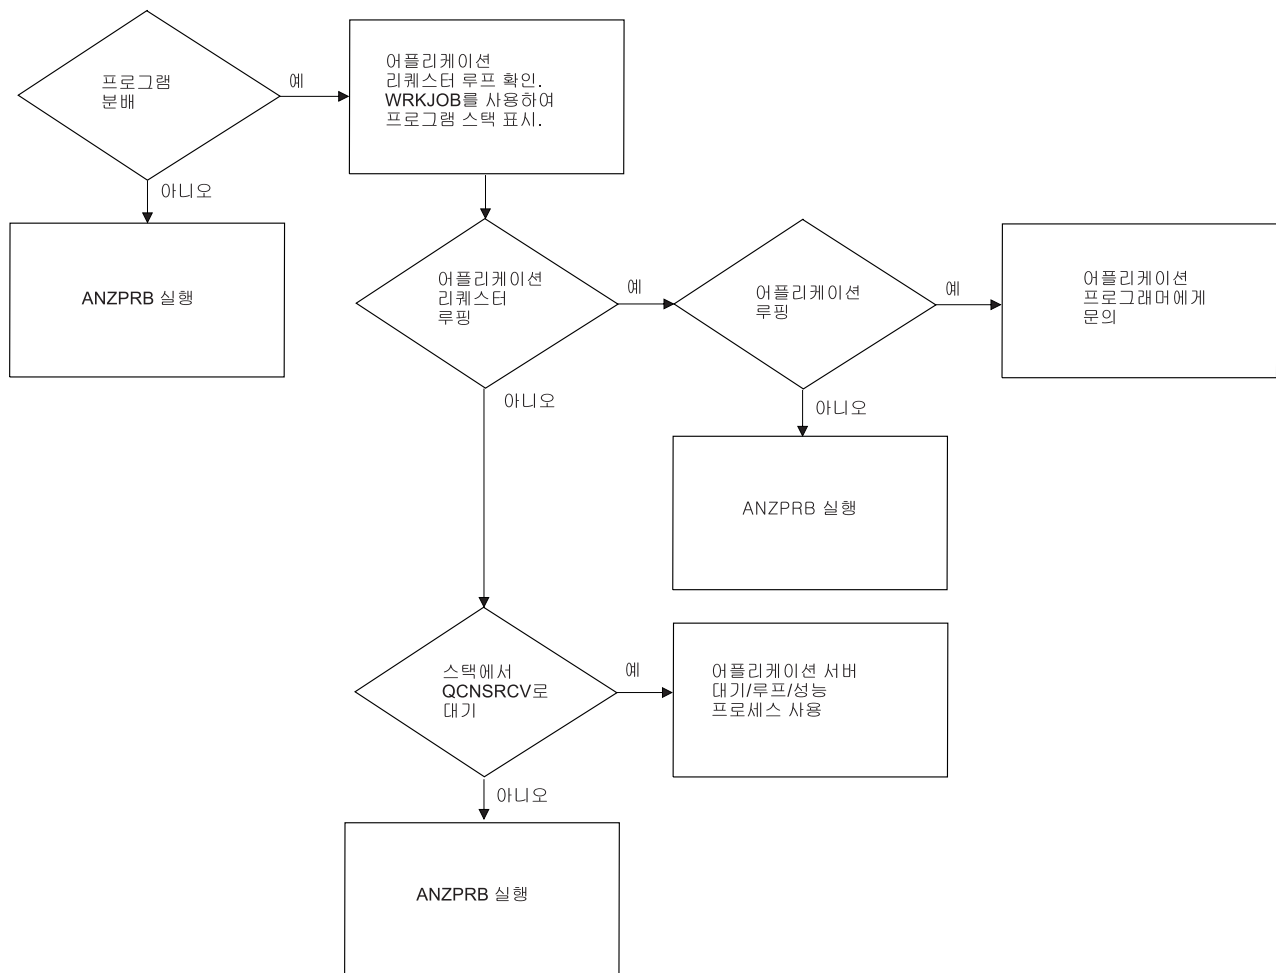 프로그램
분배
예
어플리케이션
리퀘스터 루프 확인.
WRKJOB를 사용하여
프로그램 스택 표시.
아니오
ANZPRB 실행
어플리케이션
리퀘스터
루핑
예
어플리케이션
루핑
예
어플리케이션
프로그래머에게
문의
아니오
아니오
ANZPRB 실행
스택에서
QCNSRCV로
대기
예
어플리케이션 서버
대기/루프/성능
프로세스 사용
아니오
ANZPRB 실행